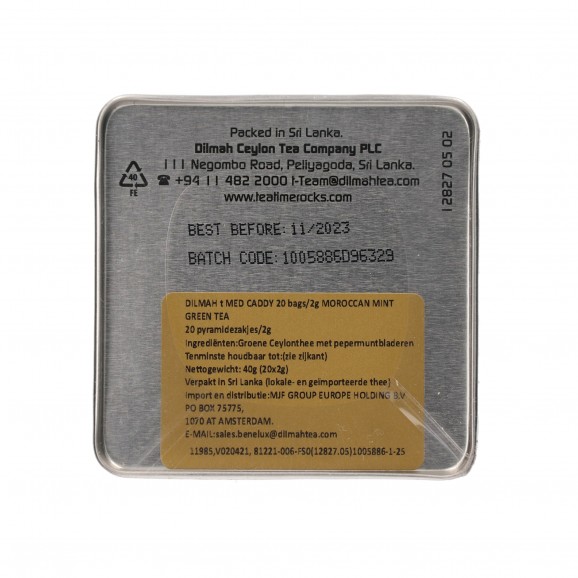 Packed in Sri Lanka.
Dilmah Ceylon Tea Company PLC
111 Negombo Road, Peliyagoda, Sri Lanka.
☎ +94 11 482 2000 t-Team@dilmahtea.com
www.teatimerocks.com
40
FE
12827 05 02
BEST BEFORE: 11/2023
BATCH CODE: 1005886D96329
DILMAH t MED CADDY 20 bags/2g MOROCCAN MINT
GREEN TEA
20 pyramidezakjes/2g
Ingrediënten:Groene Ceylonthee met pepermuntbladeren
Tenminste houdbaar tot:(zie zijkant)
Nettogewicht: 40g (20x2g)
Verpakt in Sri Lanka (lokale- en geimporteerde thee)
Import en distributie:MJF GROUP EUROPE HOLDING B.V
PO BOX 75775,
1070 AT AMSTERDAM.
E-MAIL:sales.benelux@dilmahtea.com
11985,V020421, 81221-006-FS0(12827.05)1005886-1-25